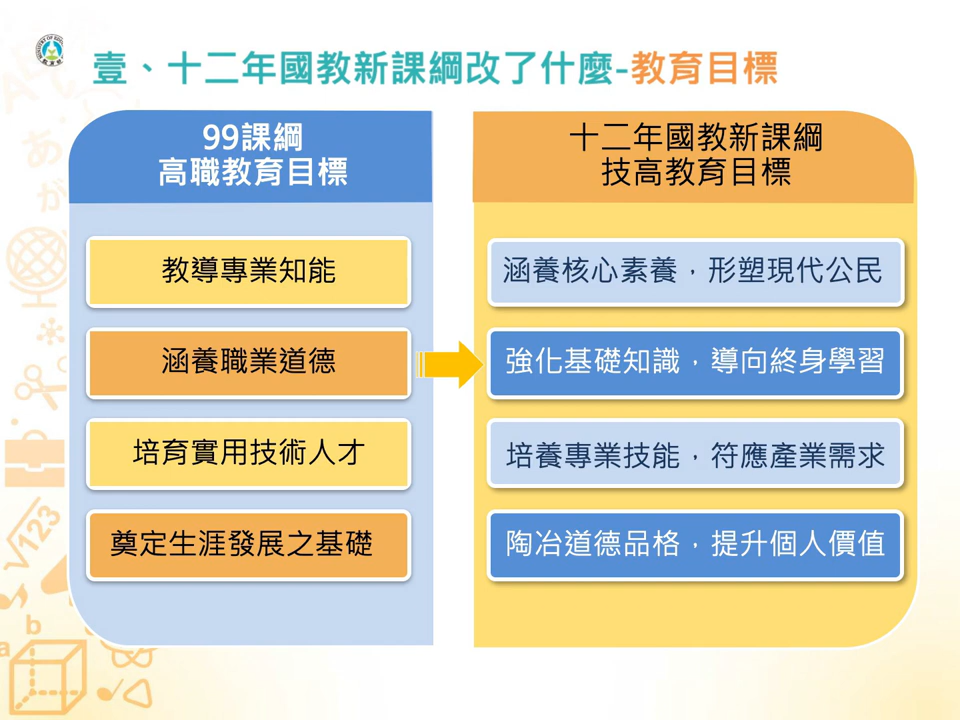 壹、十二年國教新課綱改了什麼-教育目標
99課綱
高職教育目標
教導專業知能
涵養職業道德
培育實用技術人才
奠定生涯發展之基礎
十二年國教新課綱
技高教育目標
涵養核心素養，形塑現代公民
強化基礎知識，導向終身學習
培養專業技能，符應產業需求
陶冶道德品格，提升個人價值
あ
が
√123
b
a